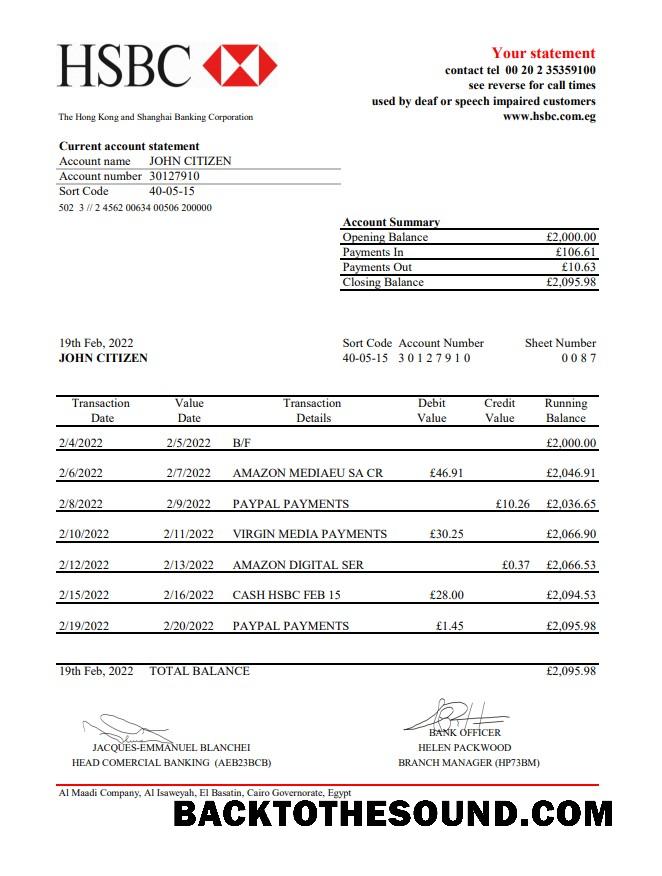 HSBC
The Hong Kong and Shanghai Banking Corporation
Your statement
contact tel 00 20 2 35359100
see reverse for call times
used by deaf or speech impaired customers
www.hsbc.com.eg
Current account statement
Account name JOHN CITIZEN
Account number 30127910
Sort Code 40-05-15
502 3 // 2 4562 00634 00506 200000
Account Summary
Opening Balance £2,000.00
Payments In £106.61
Payments Out £10.63
Closing Balance £2,095.98
19th Feb, 2022 Sort Code Account Number Sheet Number
JOHN CITIZEN 40-05-15 3 0 1 2 7 9 1 0 0 0 8 7
Transaction Value Transaction Debit Credit Running
Date Date Details Value Value Balance
2/4/2022 2/5/2022 B/F £2,000.00
2/6/2022 2/7/2022 AMAZON MEDIAEU SA CR £46.91 £2,046.91
2/8/2022 2/9/2022 PAYPAL PAYMENTS £10.26 £2,036.65
2/10/2022 2/11/2022 VIRGIN MEDIA PAYMENTS £30.25 £2,066.90
2/12/2022 2/13/2022 AMAZON DIGITAL SER £0.37 £2,066.53
2/15/2022 2/16/2022 CASH HSBC FEB 15 £28.00 £2,094.53
2/19/2022 2/20/2022 PAYPAL PAYMENTS £1.45 £2,095.98
19th Feb, 2022 TOTAL BALANCE £2,095.98
BANK OFFICER
JACQUES-EMMANUEL BLANCHEI HELEN PACKWOOD
HEAD COMERCIAL BANKING (AEB23BCB) BRANCH MANAGER (HP73BM)
Al Maadi Company, Al Isaweyah, El Basatin, Cairo Governorate, Egypt
BACKTOTHESOUND.COM